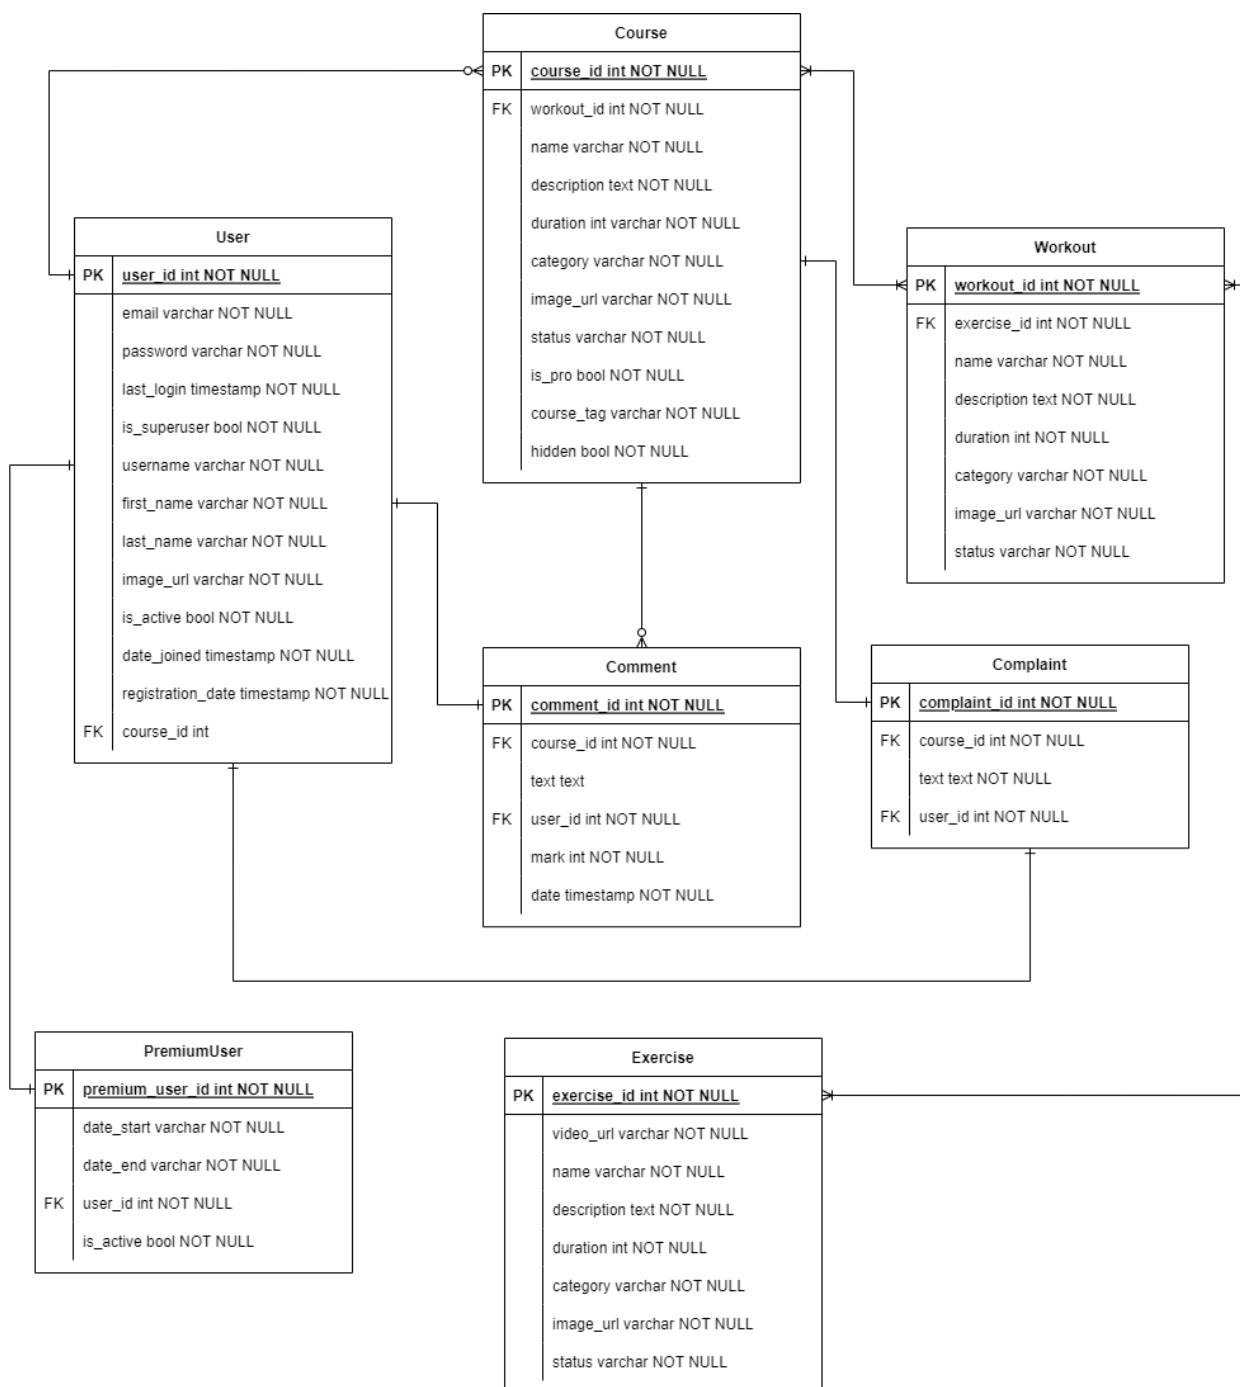 Course
PK course_id int NOT NULL
FK workout_id int NOT NULL
name varchar NOT NULL
description text NOT NULL
duration int varchar NOT NULL
category varchar NOT NULL
image_url varchar NOT NULL
status varchar NOT NULL
is_pro bool NOT NULL
course_tag varchar NOT NULL
hidden bool NOT NULL
User
PK user_id int NOT NULL
email varchar NOT NULL
password varchar NOT NULL
last_login timestamp NOT NULL
is_superuser bool NOT NULL
username varchar NOT NULL
first_name varchar NOT NULL
last_name varchar NOT NULL
image_url varchar NOT NULL
is_active bool NOT NULL
date_joined timestamp NOT NULL
registration_date timestamp NOT NULL
FK course_id int
Workout
PK workout_id int NOT NULL
FK exercise_id int NOT NULL
name varchar NOT NULL
description text NOT NULL
duration int NOT NULL
category varchar NOT NULL
image_url varchar NOT NULL
status varchar NOT NULL
Comment
PK comment_id int NOT NULL
FK course_id int NOT NULL
text text
FK user_id int NOT NULL
mark int NOT NULL
date timestamp NOT NULL
Complaint
PK complaint_id int NOT NULL
FK course_id int NOT NULL
text text NOT NULL
FK user_id int NOT NULL
PremiumUser
PK premium_user_id int NOT NULL
date_start varchar NOT NULL
date_end varchar NOT NULL
FK user_id int NOT NULL
is_active bool NOT NULL
Exercise
PK exercise_id int NOT NULL
video_url varchar NOT NULL
name varchar NOT NULL
description text NOT NULL
duration int NOT NULL
category varchar NOT NULL
image_url varchar NOT NULL
status varchar NOT NULL